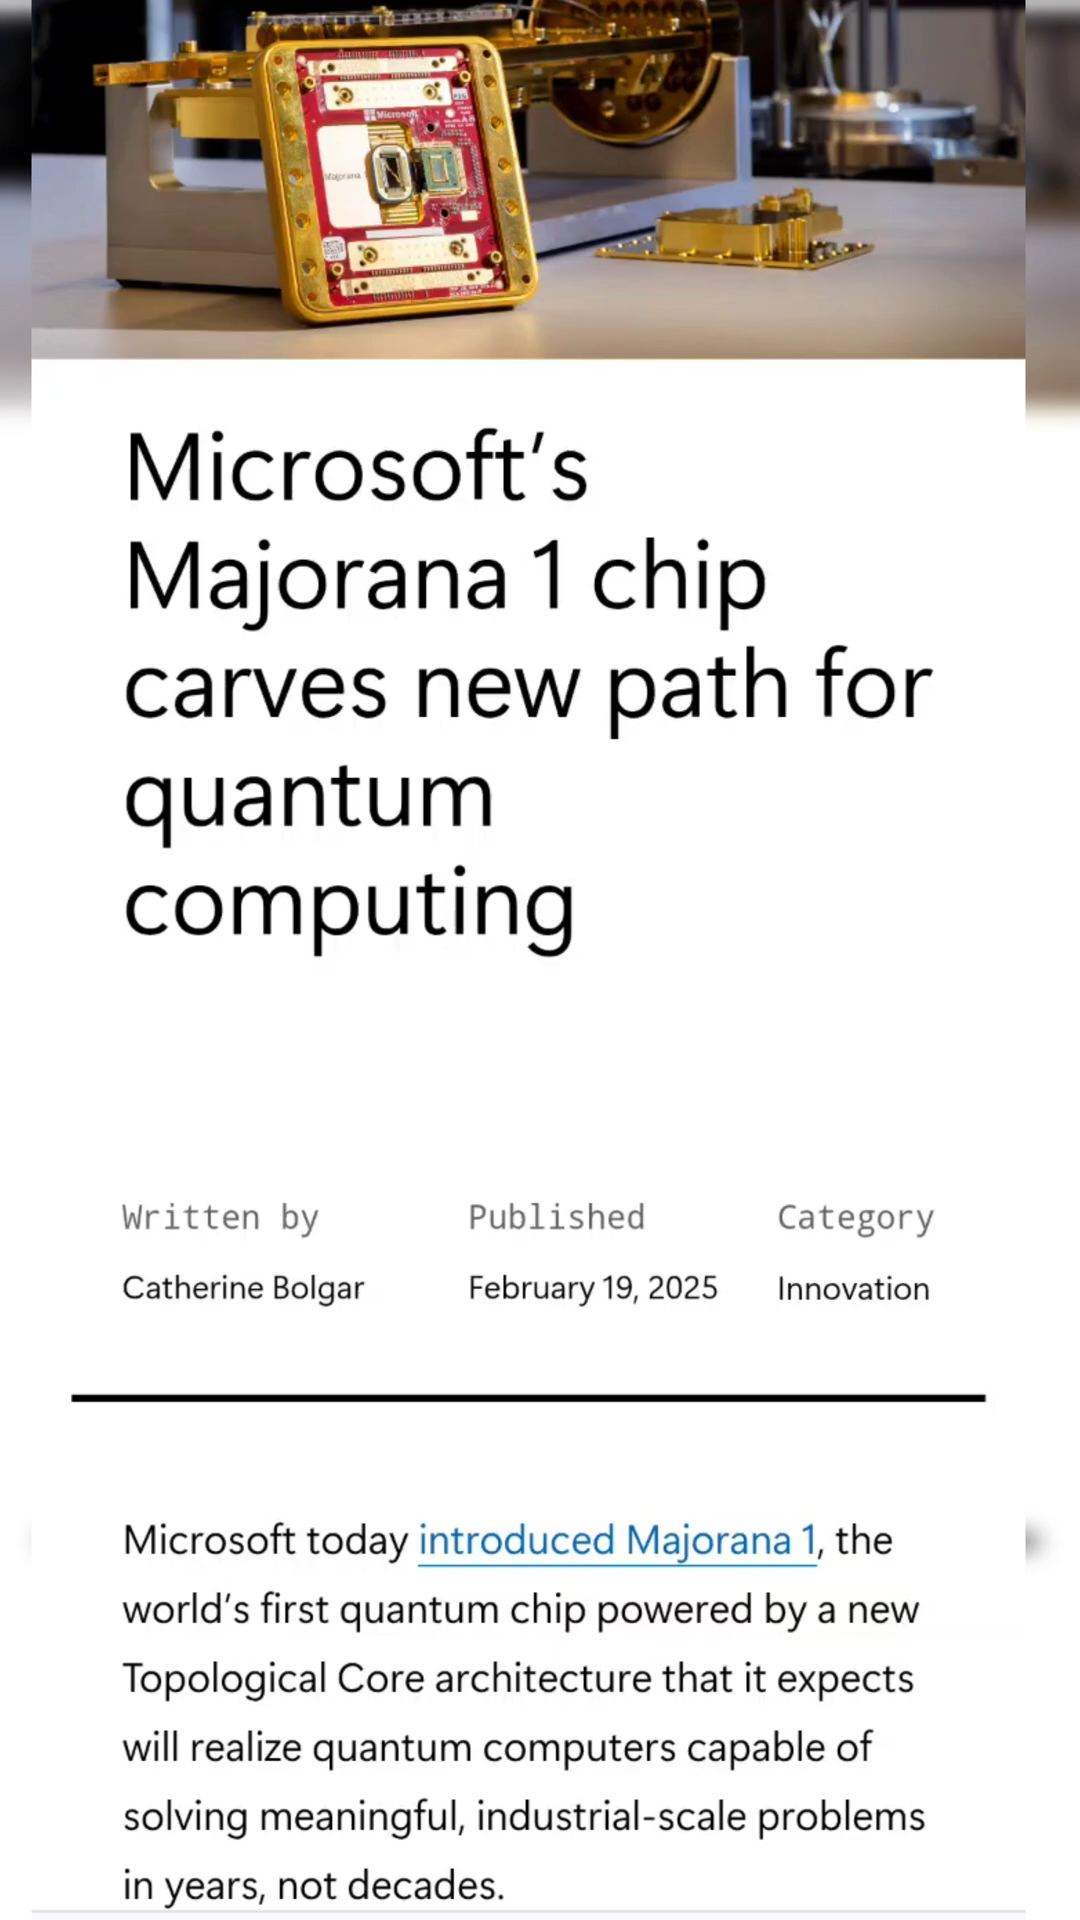 Microsoft
Majorana
Microsoft's
Majorana 1 chip
carves new path for
quantum
computing
Written by
Published
Category
Catherine Bolgar
February 19, 2025
Innovation
Microsoft today introduced Majorana 1, the
world's first quantum chip powered by a new
Topological Core architecture that it expects
will realize quantum computers capable of
solving meaningful, industrial-scale problems
in years, not decades.